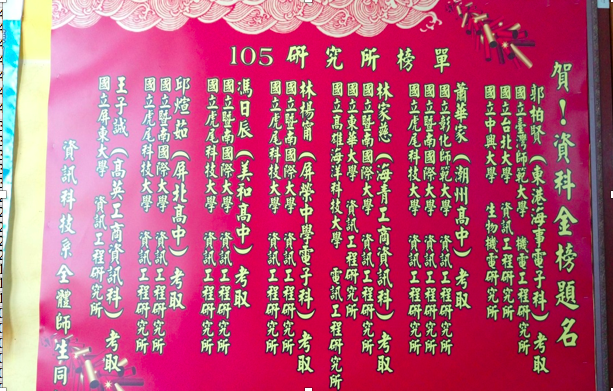 105 研究所榜單
賀！資科金榜題名
郭柏賢（東港海事電子科）考取
國立臺灣師範大學 機電工程研究所
國立台北大學 資訊工程研究所
國立中興大學 生物機電研究所
蕭華家（潮州高中）考取
國立彰化師範大學 資訊工程研究所
國立暨南國際大學 資訊工程研究所
國立虎尾科技大學 資訊工程研究所
林家慈（海青工商資訊科）考取
國立暨南國際大學 資訊工程研究所
國立東華大學 資訊工程研究所
國立高雄海洋科技大學 電訊工程研究所
林楊甯（屏榮中學電子科）考取
國立暨南國際大學 資訊工程研究所
國立虎尾科技大學 資訊工程研究所
馮日辰（美和高中）考取
國立暨南國際大學 資訊工程研究所
國立虎尾科技大學 資訊工程研究所
邱煊茹（屏北高中）考取
國立暨南國際大學 資訊工程研究所
國立虎尾科技大學 資訊工程研究所
王子誠（高英工商資訊科）考取
國立屏東大學 資訊工程研究所
資訊科技系全體師生同